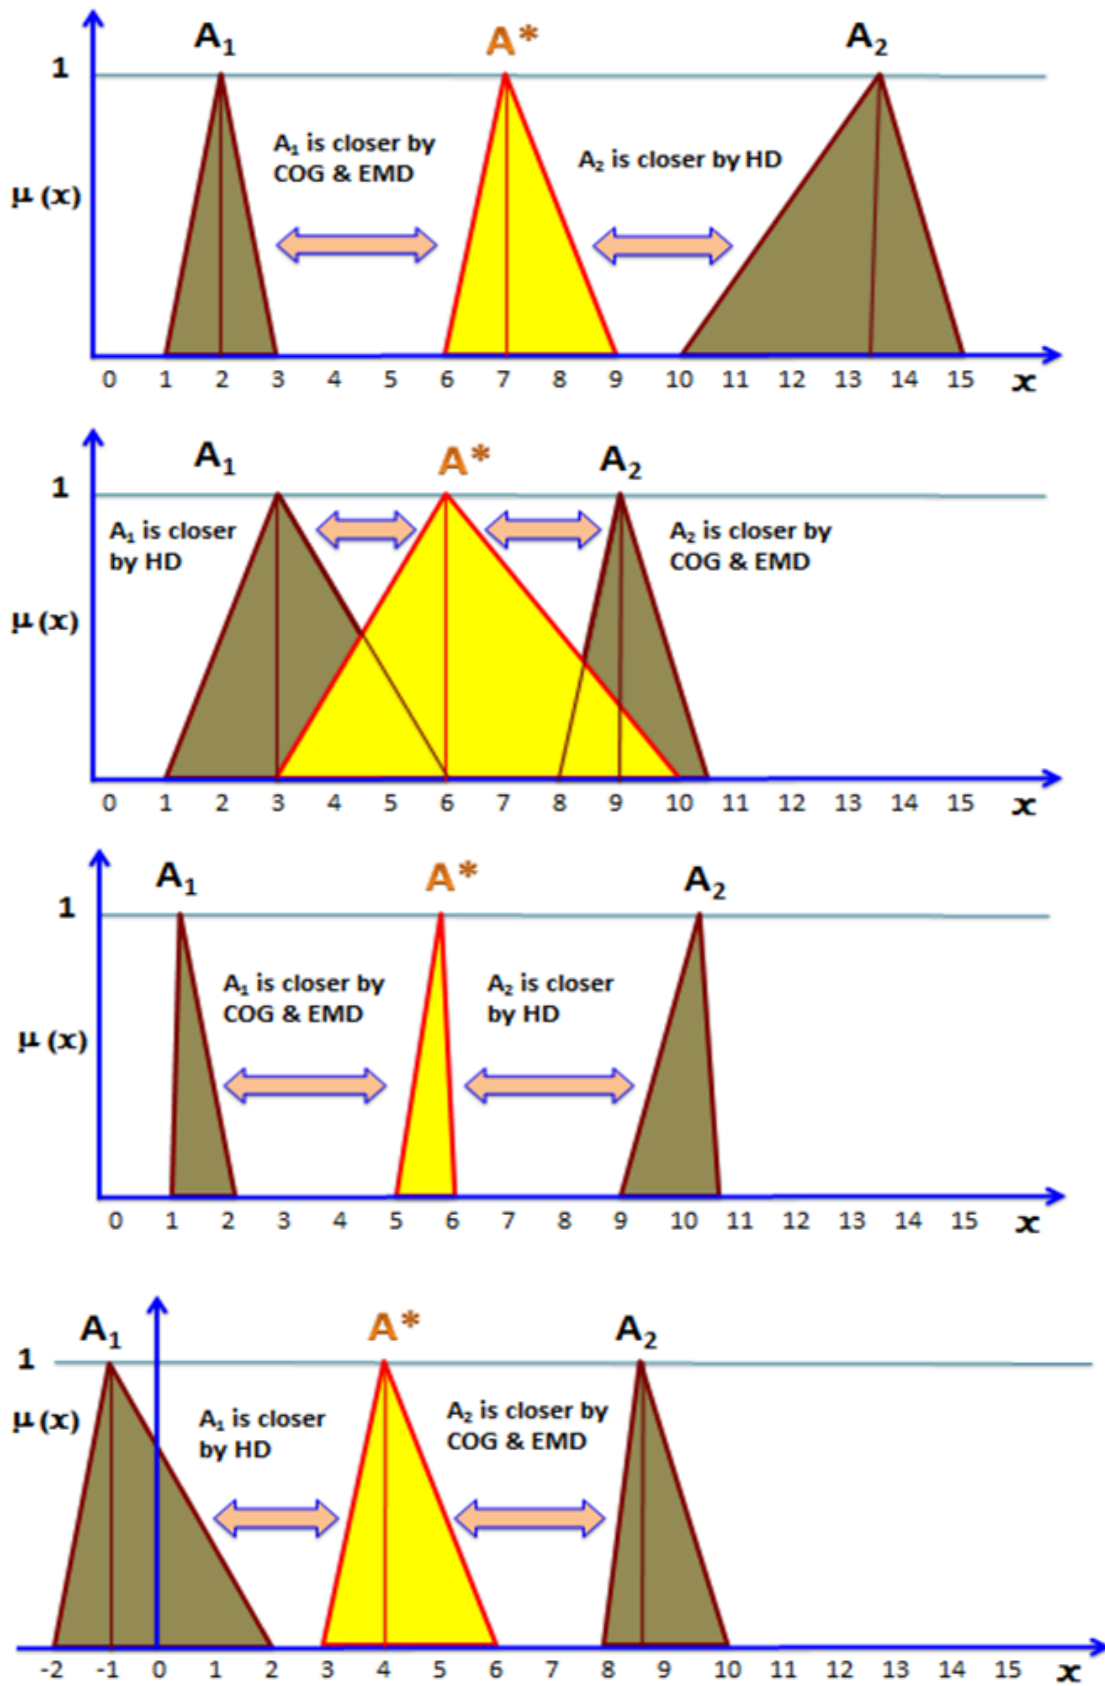 A₁ A* A₂
1
A₁ is closer by
COG & EMD
A₂ is closer by HD
μ (x)
0 1 2 3 4 5 6 7 8 9 10 11 12 13 14 15 x
A₁ A* A₂
1
A₁ is closer
by HD
A₂ is closer by
COG & EMD
μ (x)
0 1 2 3 4 5 6 7 8 9 10 11 12 13 14 15 x
A₁ A* A₂
1
A₁ is closer by
COG & EMD
A₂ is closer
by HD
μ (x)
0 1 2 3 4 5 6 7 8 9 10 11 12 13 14 15 x
A₁ A* A₂
1
μ (x)
A₁ is closer
by HD
A₂ is closer by
COG & EMD
-2 -1 0 1 2 3 4 5 6 7 8 9 10 11 12 13 14 15 x